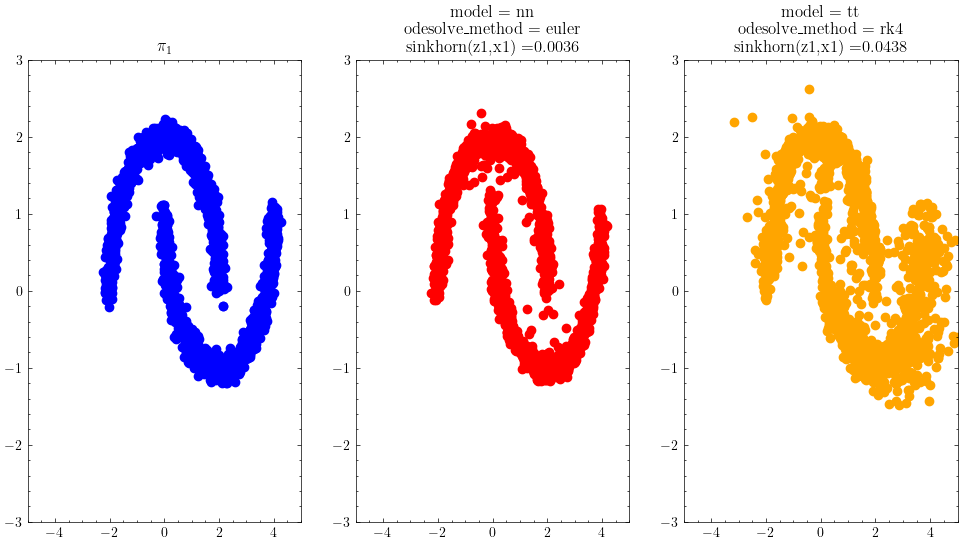 π₁
model = nn
odesolve_method = euler
sinkhorn(z1,x1) =0.0036
model = tt
odesolve_method = rk4
sinkhorn(z1,x1) =0.0438
3
2
1
0
−1
−2
−3
−4 −2 0 2 4
3
2
1
0
−1
−2
−3
−4 −2 0 2 4
3
2
1
0
−1
−2
−3
−4 −2 0 2 4